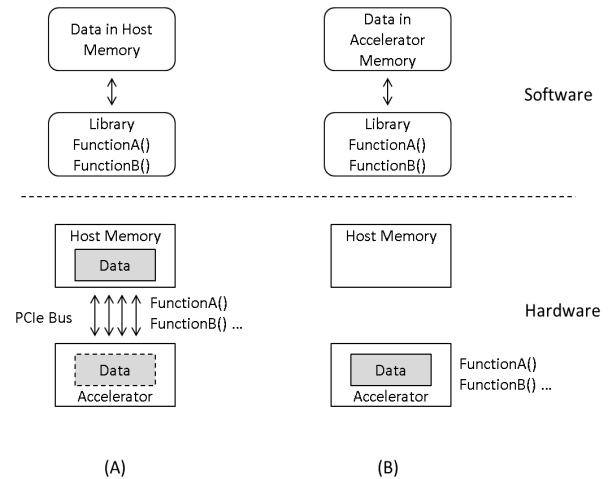 Data in Host
Memory
Library
FunctionA()
FunctionB()
Data in
Accelerator
Memory
Library
FunctionA()
FunctionB()
Software
Host Memory
Data
PCIe Bus
FunctionA()
FunctionB() ...
Data
Accelerator
Host Memory
Data
Accelerator
FunctionA()
FunctionB() ...
Hardware
(A)
(B)